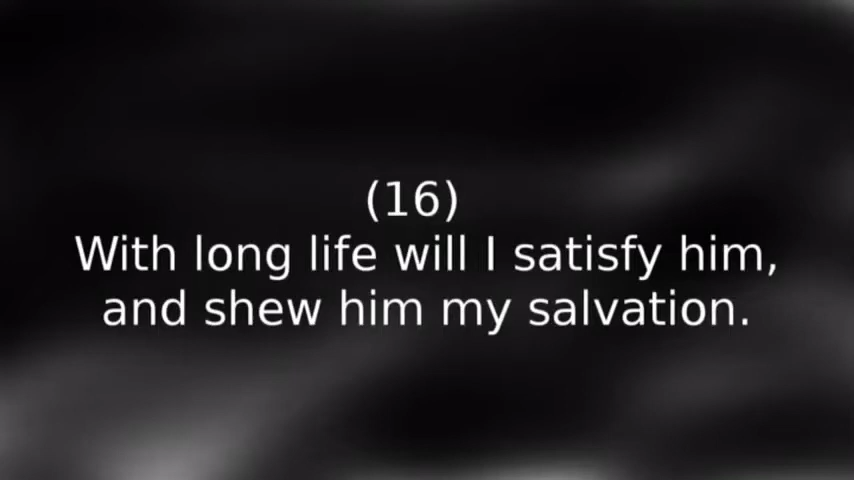 (16)
With long life will I satisfy him,
and shew him my salvation.